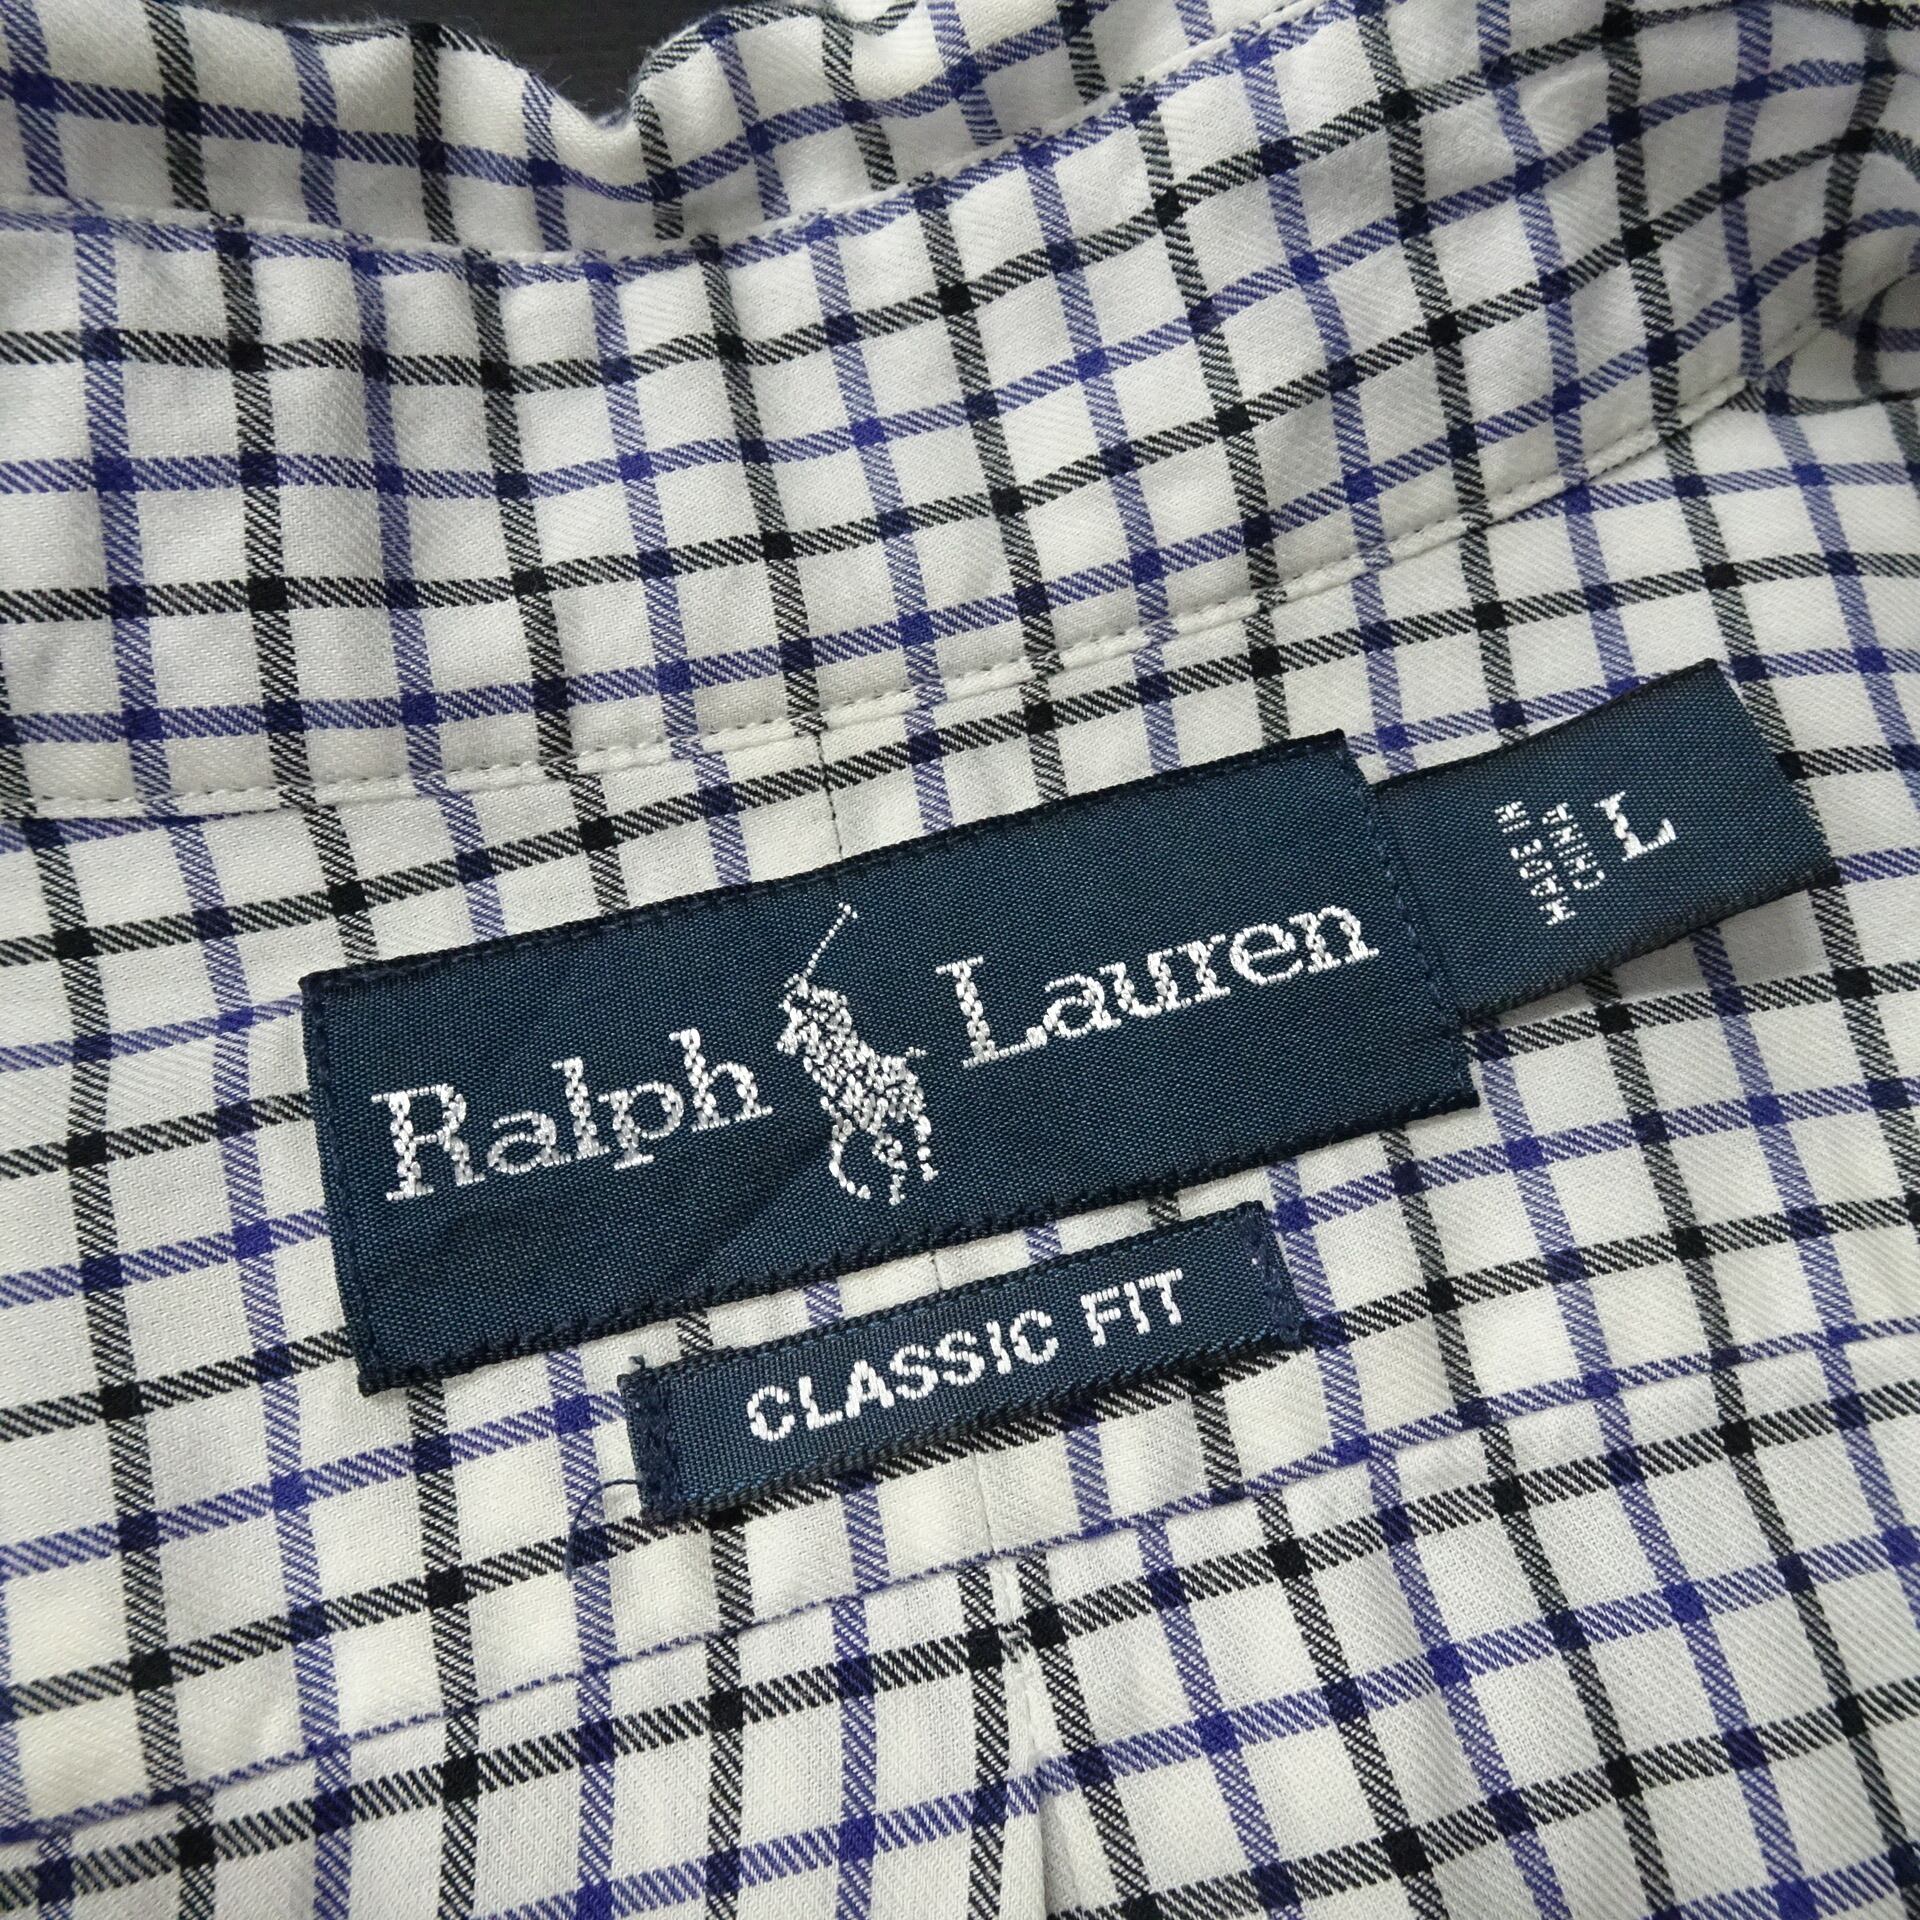 Ralph Lauren
MADE IN
CHINA
L
CLASSIC FIT